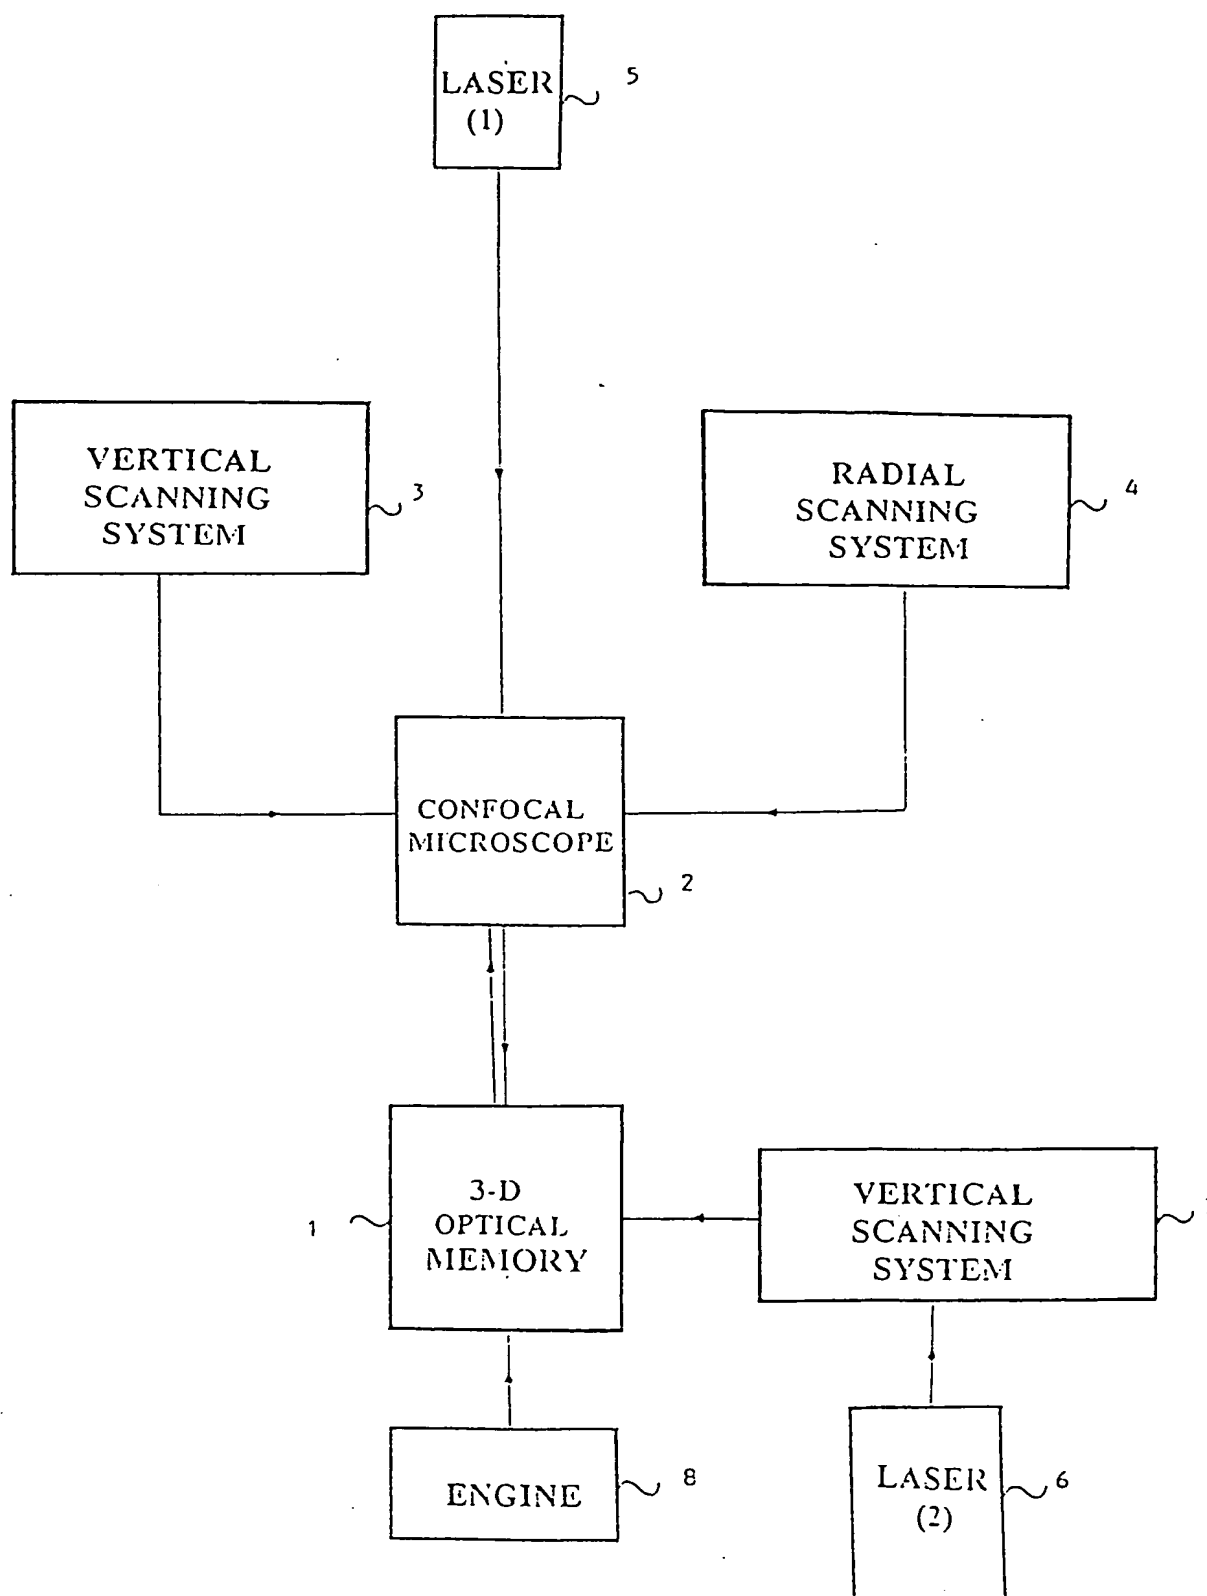 LASER
(1)
5
VERTICAL
SCANNING
SYSTEM
3
RADIAL
SCANNING
SYSTEM
4
CONFOCAL
MICROSCOPE
2
3-D
OPTICAL
MEMORY
1
VERTICAL
SCANNING
SYSTEM
ENGINE
8
LASER
(2)
6